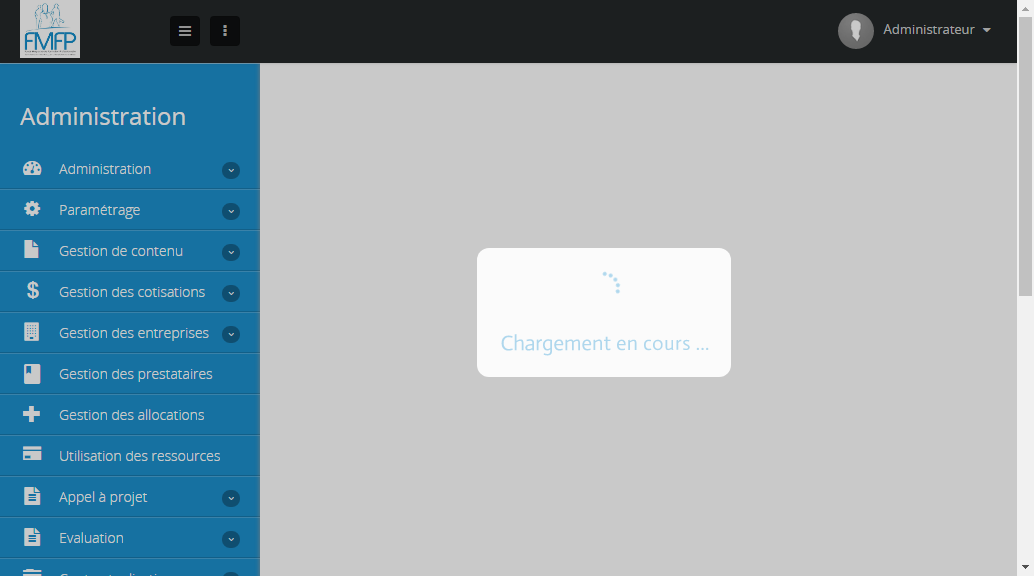 FMFP
Administrateur
Administration
Administration
Paramétrage
Gestion de contenu
Gestion des cotisations
Gestion des entreprises
Gestion des prestataires
Gestion des allocations
Utilisation des ressources
Appel à projet
Evaluation
Chargement en cours ...